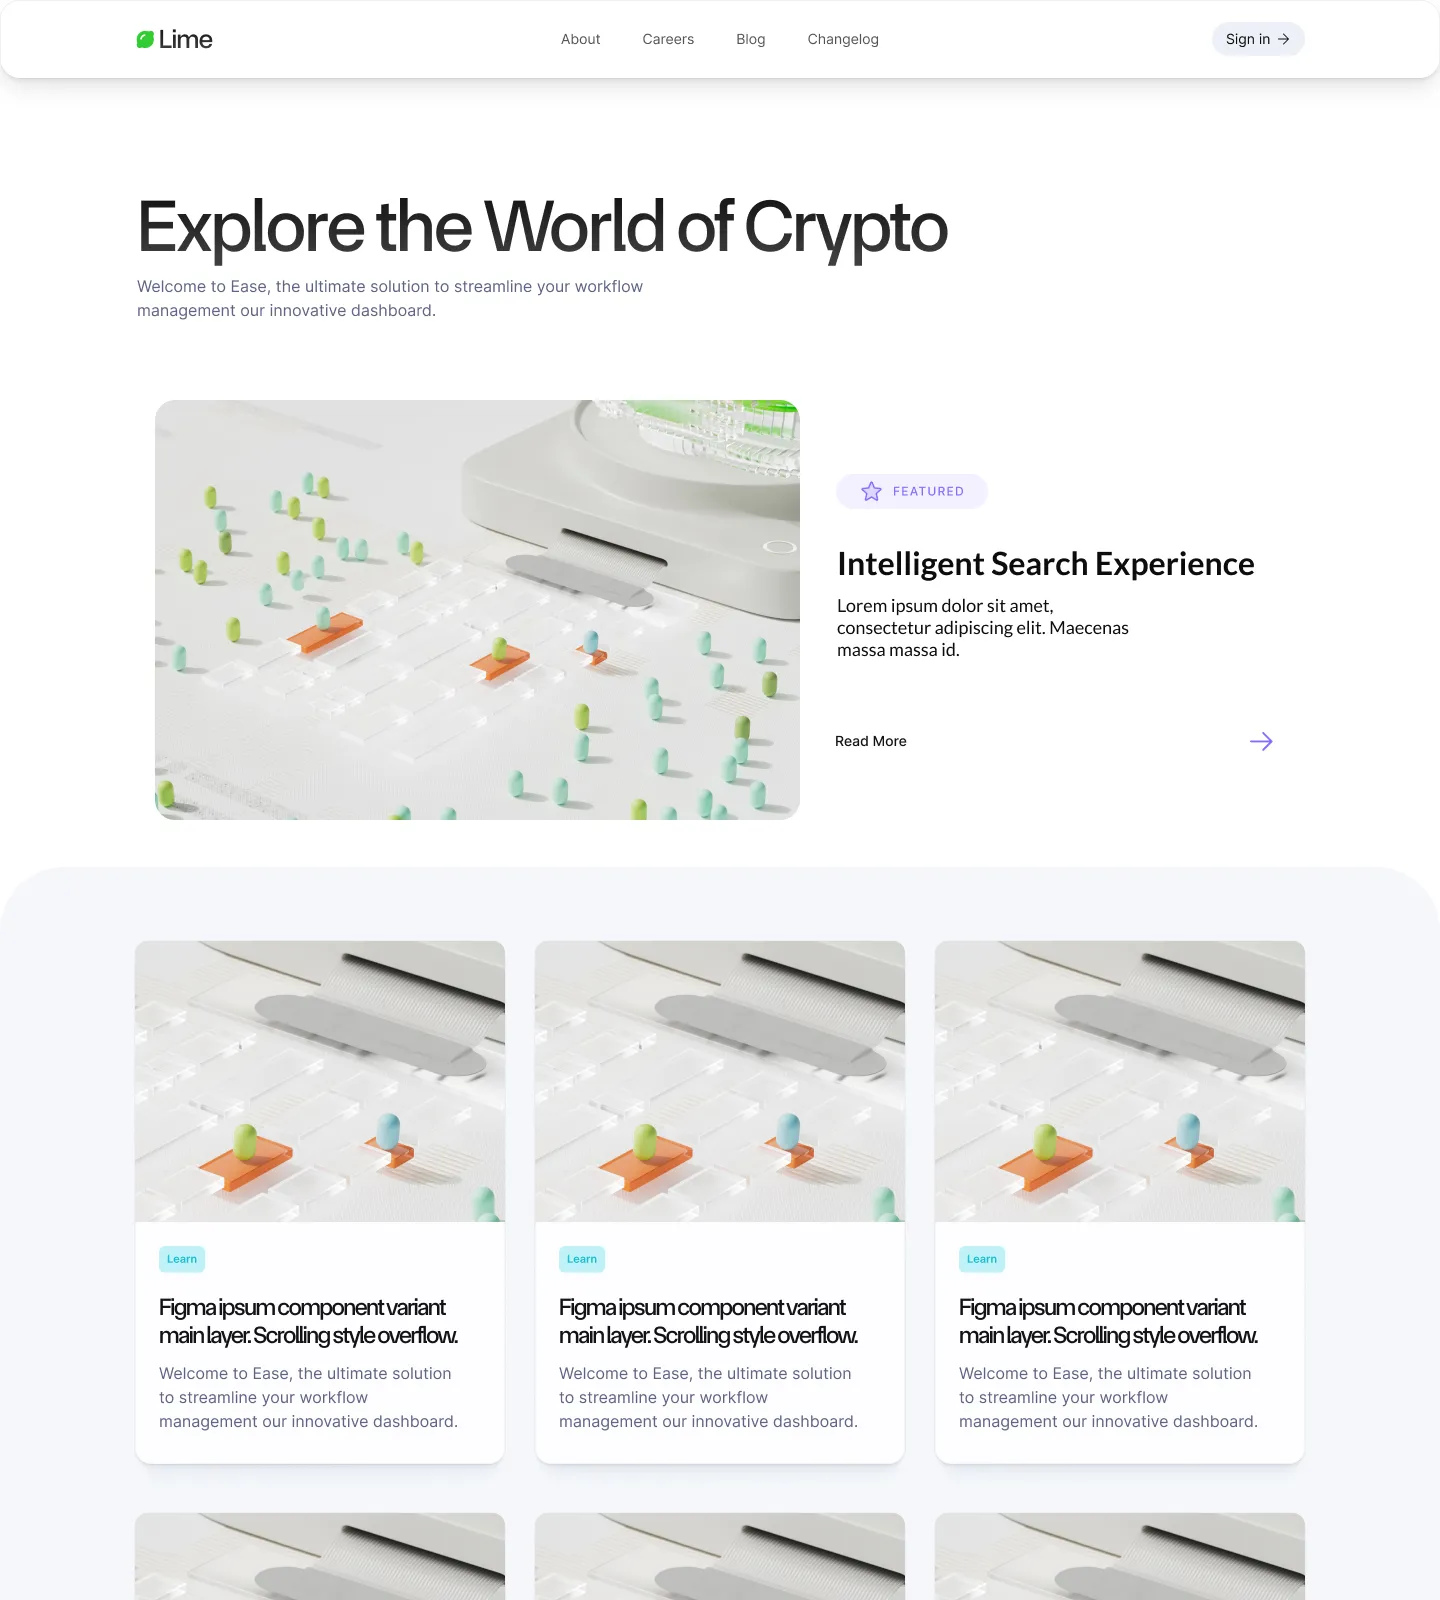 Lime
About
Careers
Blog
Changelog
Sign in
Explore the World of Crypto
Welcome to Ease, the ultimate solution to streamline your workflow
management our innovative dashboard.
FEATURED
Intelligent Search Experience
Lorem ipsum dolor sit amet,
consectetur adipiscing elit. Maecenas
massa massa id.
Read More
Learn
Figma ipsum component variant
main layer. Scrolling style overflow.
Welcome to Ease, the ultimate solution
to streamline your workflow
management our innovative dashboard.
Learn
Figma ipsum component variant
main layer. Scrolling style overflow.
Welcome to Ease, the ultimate solution
to streamline your workflow
management our innovative dashboard.
Learn
Figma ipsum component variant
main layer. Scrolling style overflow.
Welcome to Ease, the ultimate solution
to streamline your workflow
management our innovative dashboard.